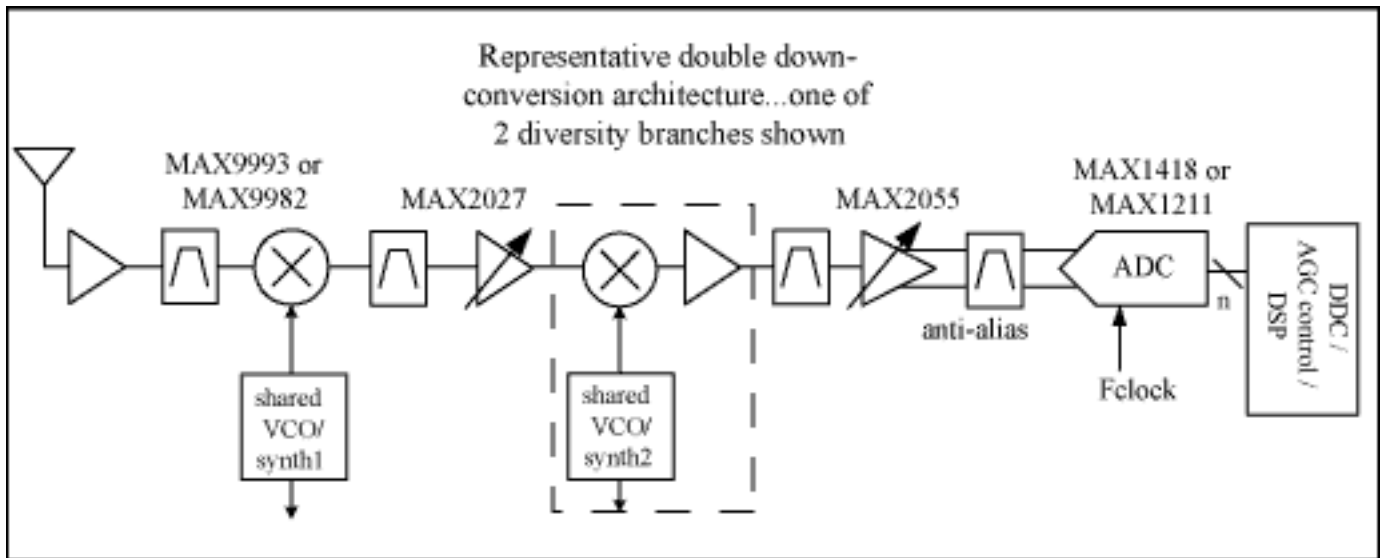 Representative double down-
conversion architecture...one of
2 diversity branches shown
MAX9993 or
MAX9982
MAX2027
MAX2055
MAX1418 or
MAX1211
ADC
n
DDC /
AGC control /
DSP
anti-alias
Fclock
shared
VCO/
synth1
shared
VCO/
synth2